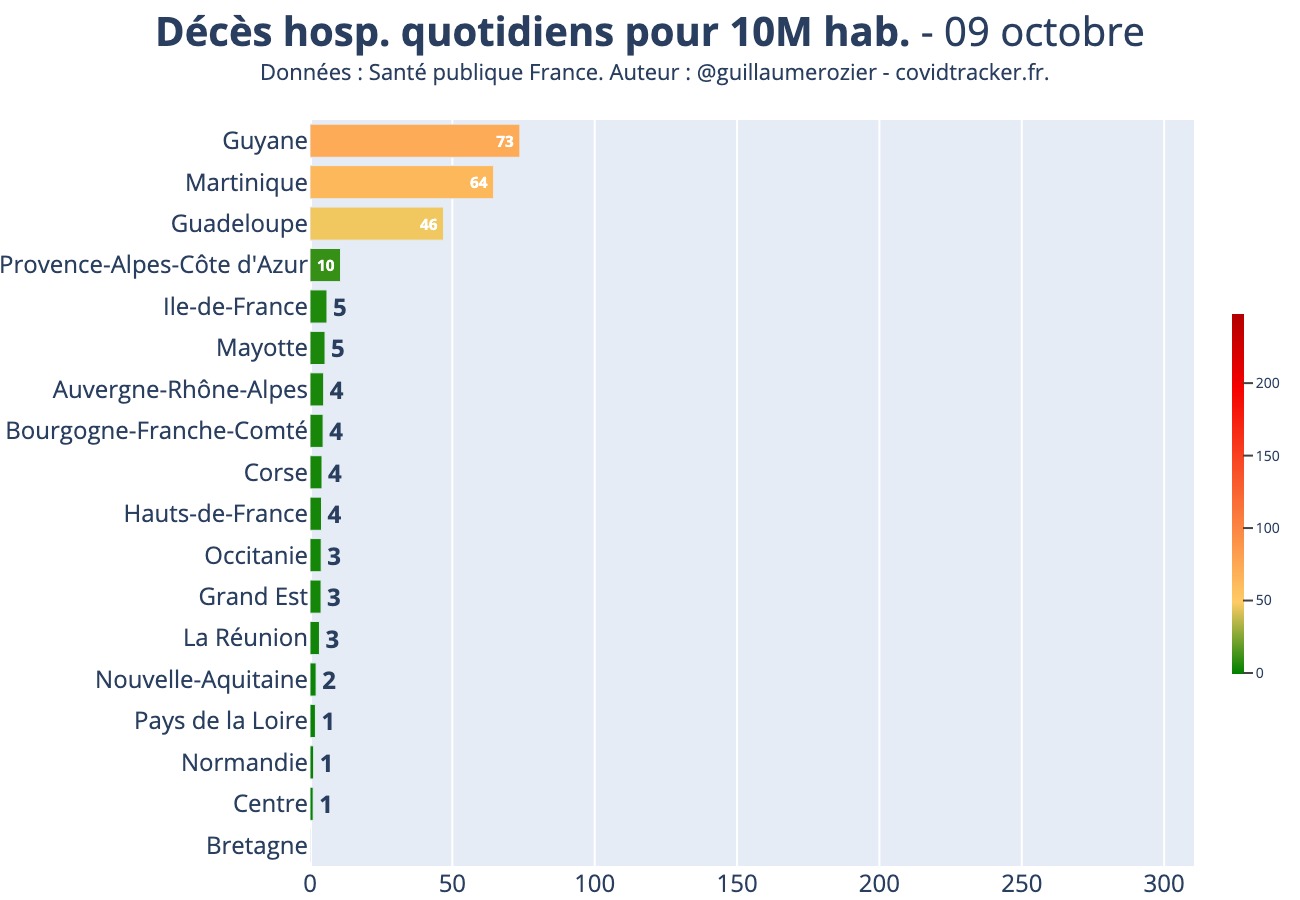 Décès hosp. quotidiens pour 10M hab. - 09 octobre
Données : Santé publique France. Auteur : @guillaumerozier - covidtracker.fr.
Guyane 73
Martinique 64
Guadeloupe 46
Provence-Alpes-Côte d'Azur 10
Ile-de-France 5
Mayotte 5
Auvergne-Rhône-Alpes 4
Bourgogne-Franche-Comté 4
Corse 4
Hauts-de-France 4
Occitanie 3
Grand Est 3
La Réunion 3
Nouvelle-Aquitaine 2
Pays de la Loire 1
Normandie 1
Centre 1
Bretagne
0 50 100 150 200 250 300
200
150
100
50
0